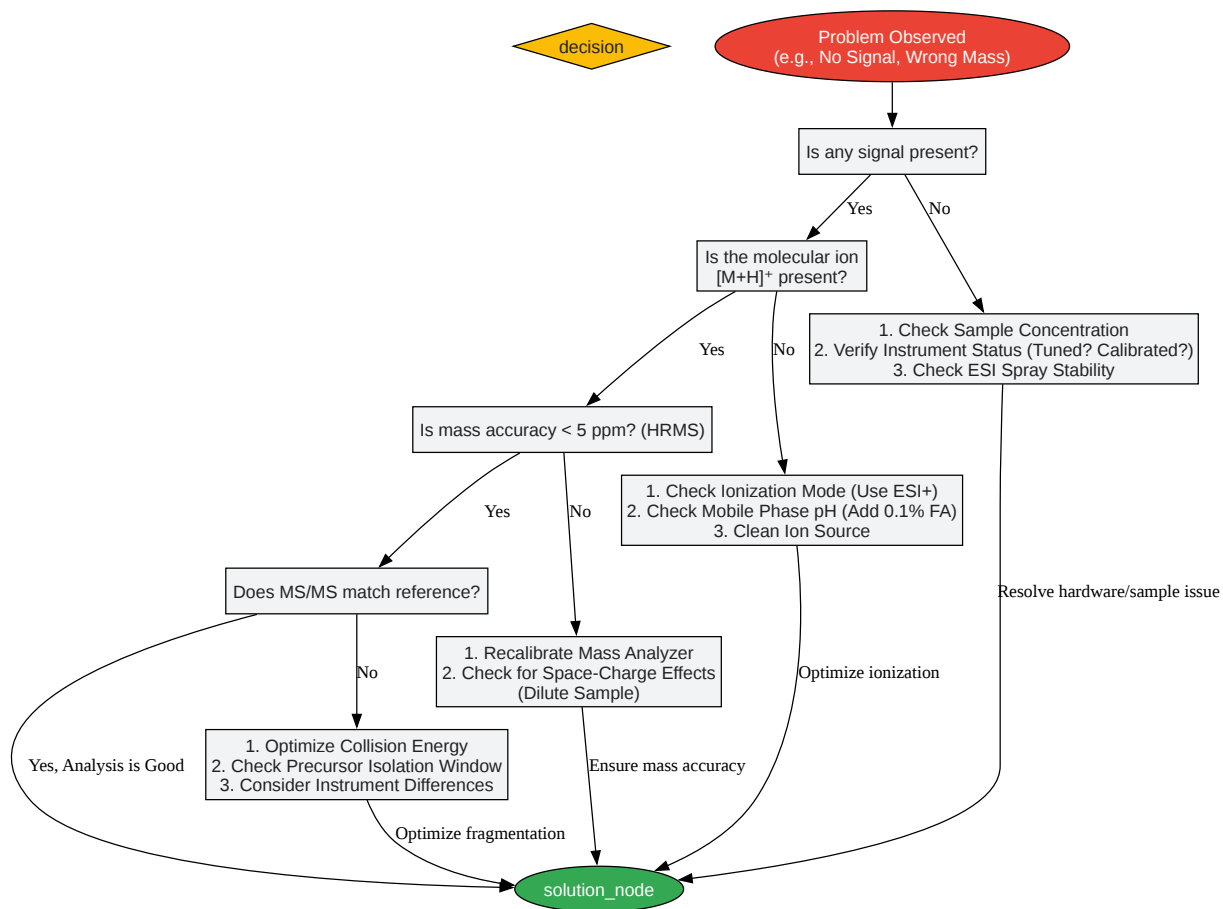 decision
Problem Observed
(e.g., No Signal, Wrong Mass)
Is any signal present?
Yes
No
Is the molecular ion
[M+H]⁺ present?
1. Check Sample Concentration
2. Verify Instrument Status (Tuned? Calibrated?)
3. Check ESI Spray Stability
Yes
No
Is mass accuracy < 5 ppm? (HRMS)
1. Check Ionization Mode (Use ESI+)
2. Check Mobile Phase pH (Add 0.1% FA)
3. Clean Ion Source
Yes
No
Does MS/MS match reference?
Resolve hardware/sample issue
1. Recalibrate Mass Analyzer
2. Check for Space-Charge Effects
(Dilute Sample)
No
Optimize ionization
1. Optimize Collision Energy
2. Check Precursor Isolation Window
3. Consider Instrument Differences
Yes, Analysis is Good
Ensure mass accuracy
Optimize fragmentation
solution_node